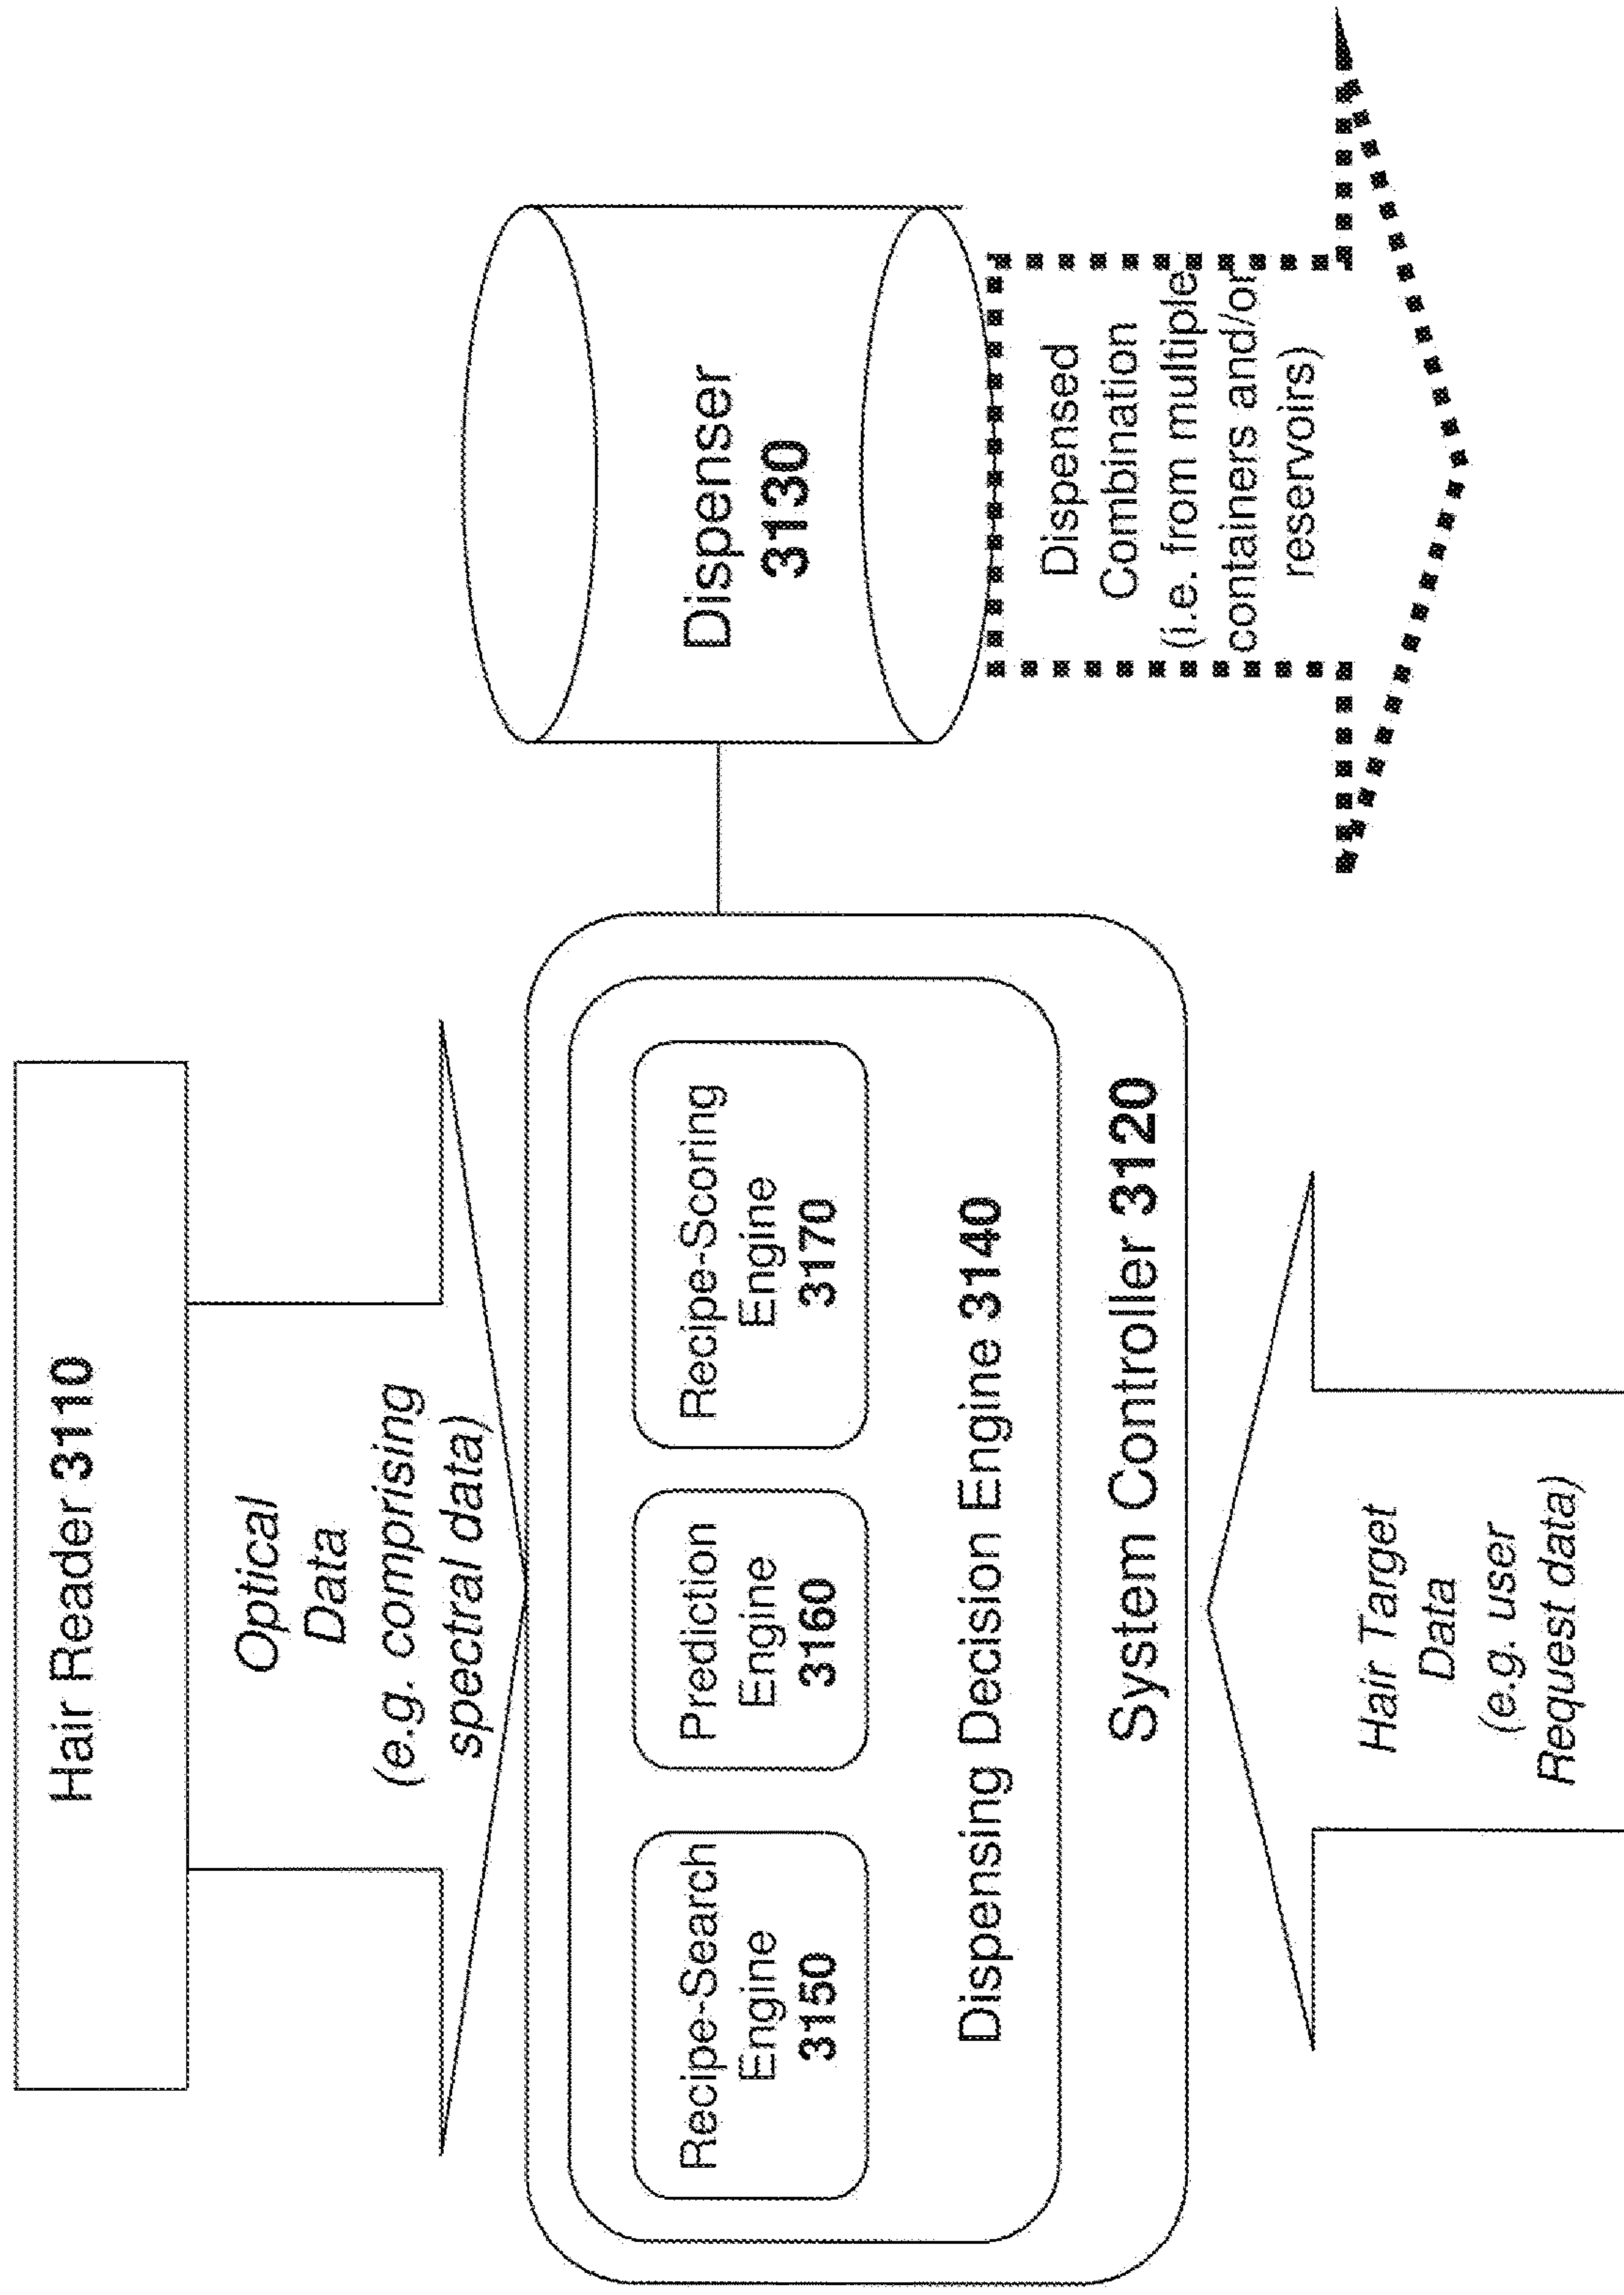 Hair Reader 3110
Optical
Data
(e.g. comprising
spectral data)
Recipe-Search
Engine
3150
Prediction
Engine
3160
Recipe-Scoring
Engine
3170
Dispensing Decision Engine 3140
System Controller 3120
Hair Target
Data
(e.g. user
Request data)
Dispenser
3130
Dispensed
Combination
(i.e. from multiple
containers and/or
reservoirs)